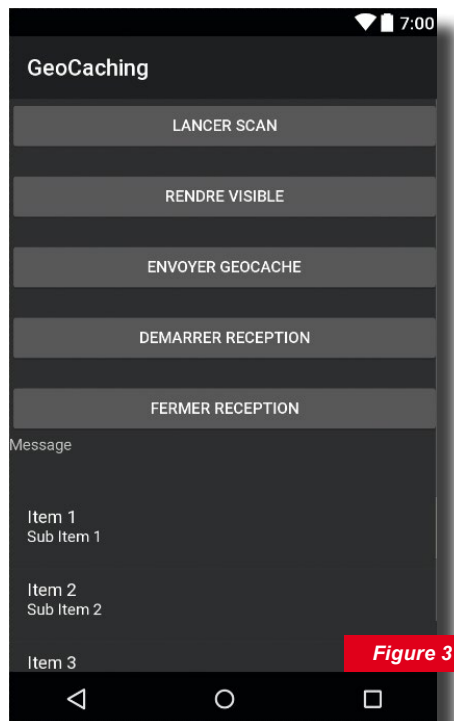 7:00
GeoCaching
LANCER SCAN
RENDRE VISIBLE
ENVOYER GEOCACHE
DEMARRER RECEPTION
FERMER RECEPTION
Message
Item 1
Sub Item 1
Item 2
Sub Item 2
Item 3
Figure 3